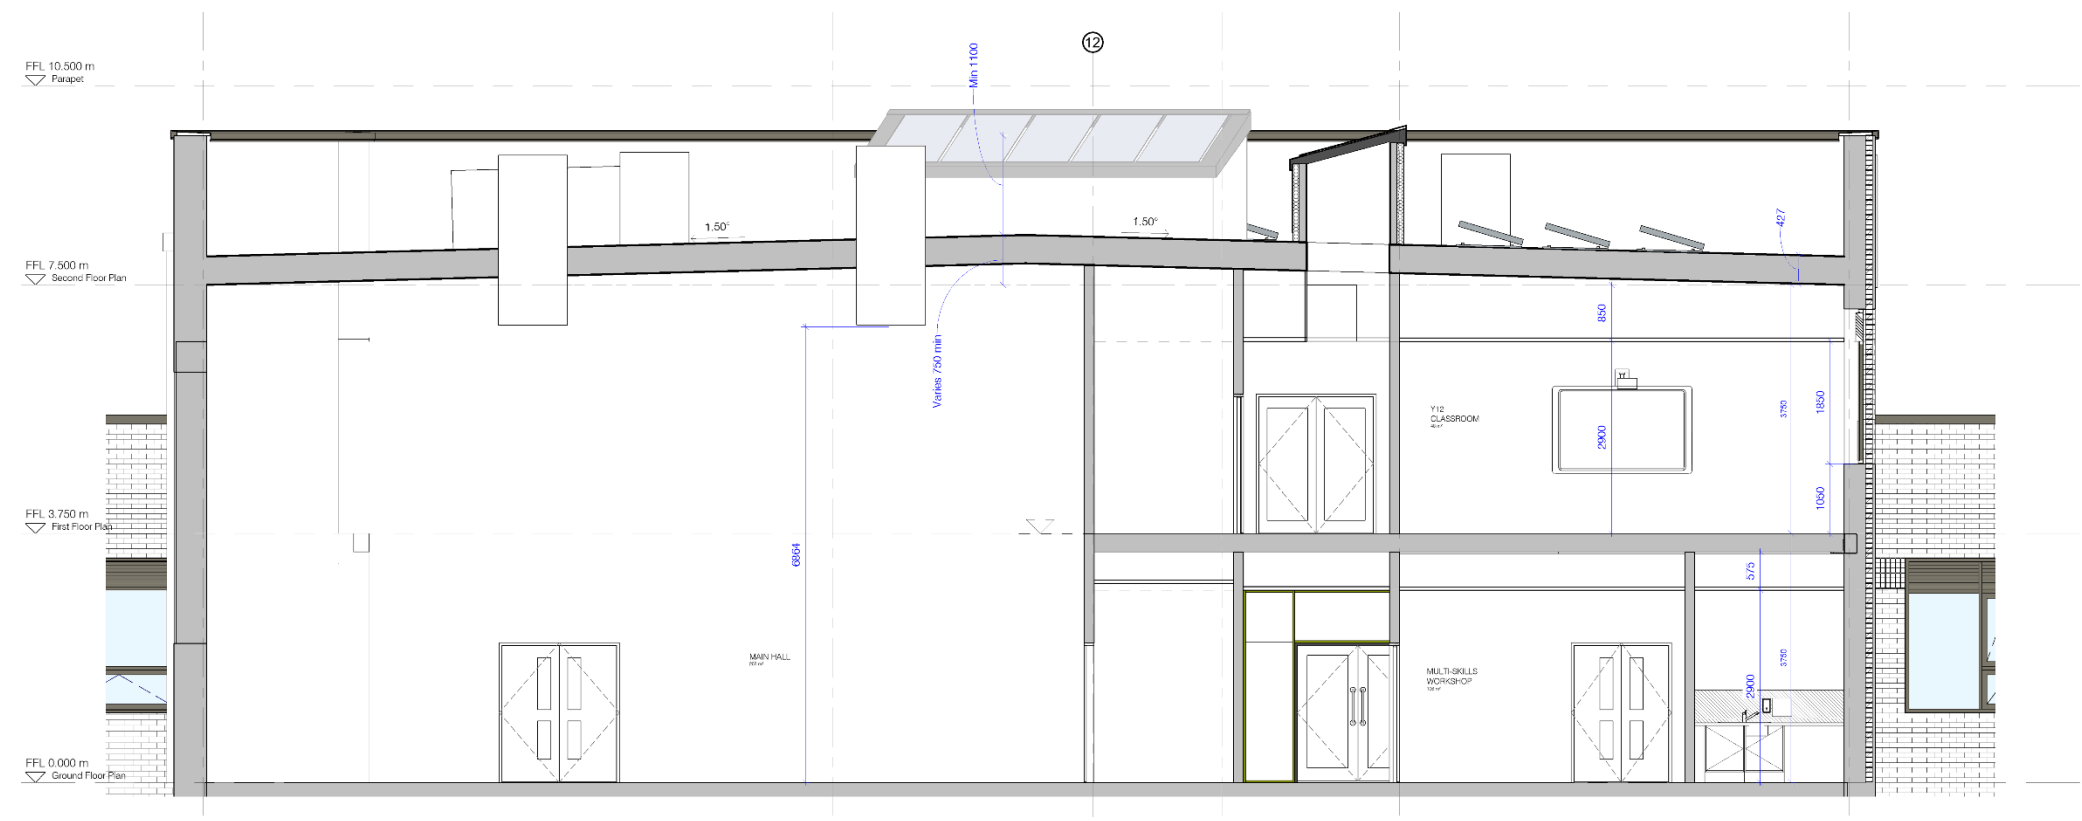 12
Min 1100
FFL 10.500 m
Parapet
1.50°
1.50°
427
FFL 7.500 m
Second Floor Plan
850
Varies 750 min
Y12
CLASSROOM
2900
3750
1850
1050
FFL 3.750 m
First Floor Plan
6864
575
MAIN HALL
MULTI-SKILLS
WORKSHOP
2900
3750
FFL 0.000 m
Ground Floor Plan